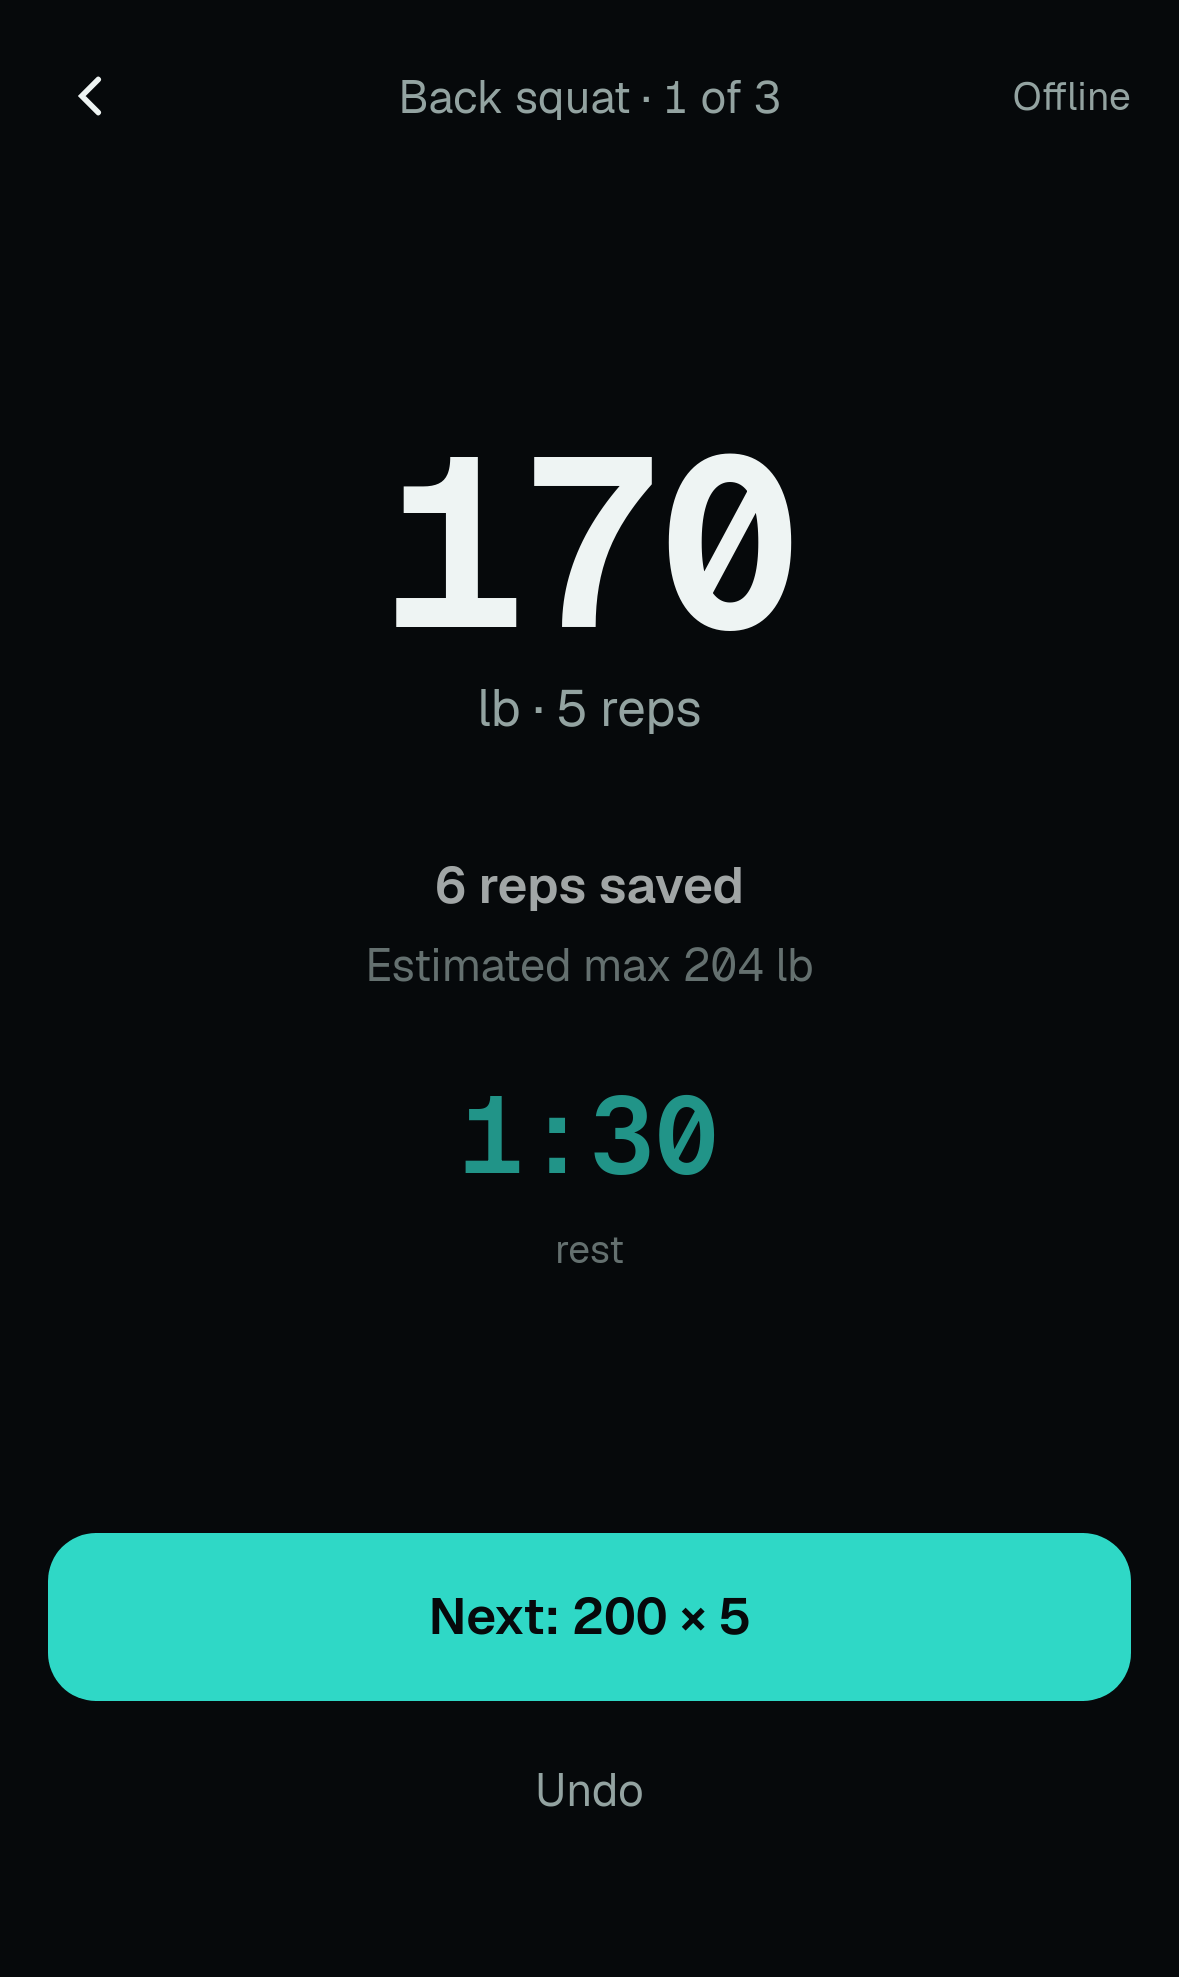 Back squat · 1 of 3
Offline
170
lb · 5 reps
6 reps saved
Estimated max 204 lb
1:30
rest
Next: 200 × 5
Undo